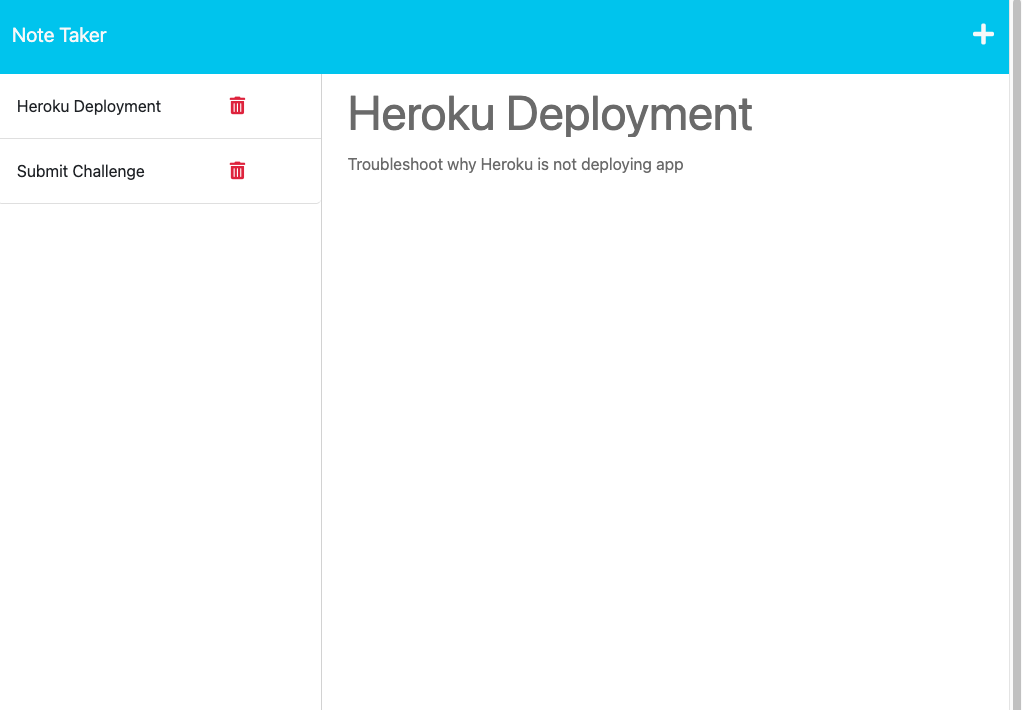 Note Taker
Heroku Deployment
Submit Challenge
Heroku Deployment
Troubleshoot why Heroku is not deploying app